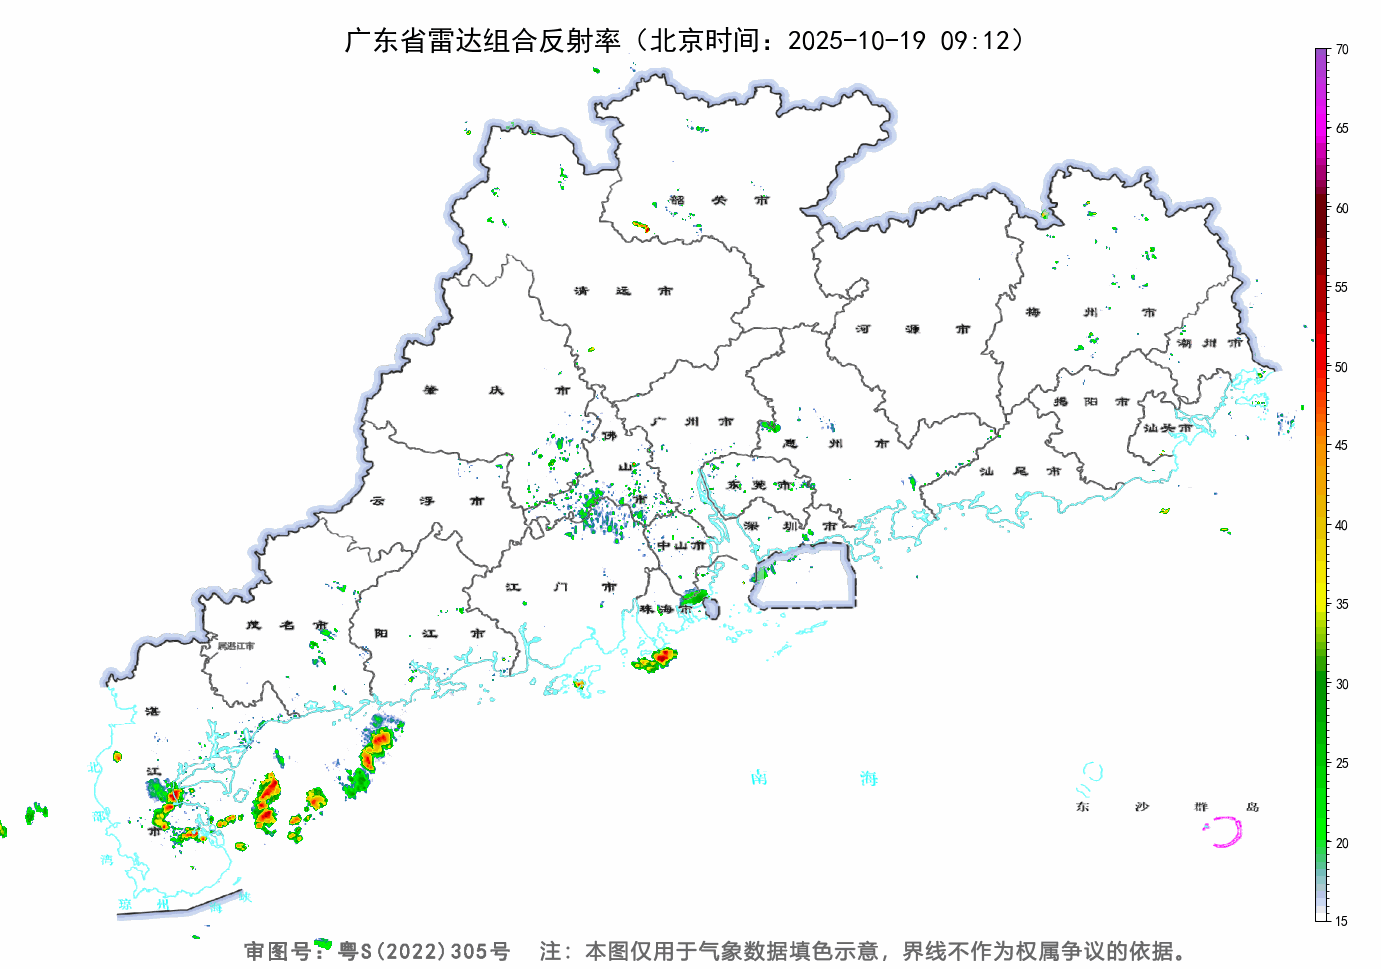 广东省雷达组合反射率（北京时间：2025-10-19 09:12）
70
65
60
55
50
45
40
35
30
25
20
15
韶关市
清远市
河源市
梅州市
潮州市
肇庆市
广州市
惠州市
揭阳市
汕头市
佛山市
云浮市
东莞市
汕尾市
深圳市
中山市
江门市
珠海市
茂名市
属湛江市
阳江市
湛江市
北部湾
南海
东沙群岛
琼州海峡
审图号：粤S(2022)305号 注：本图仅用于气象数据填色示意，界线不作为权属争议的依据。